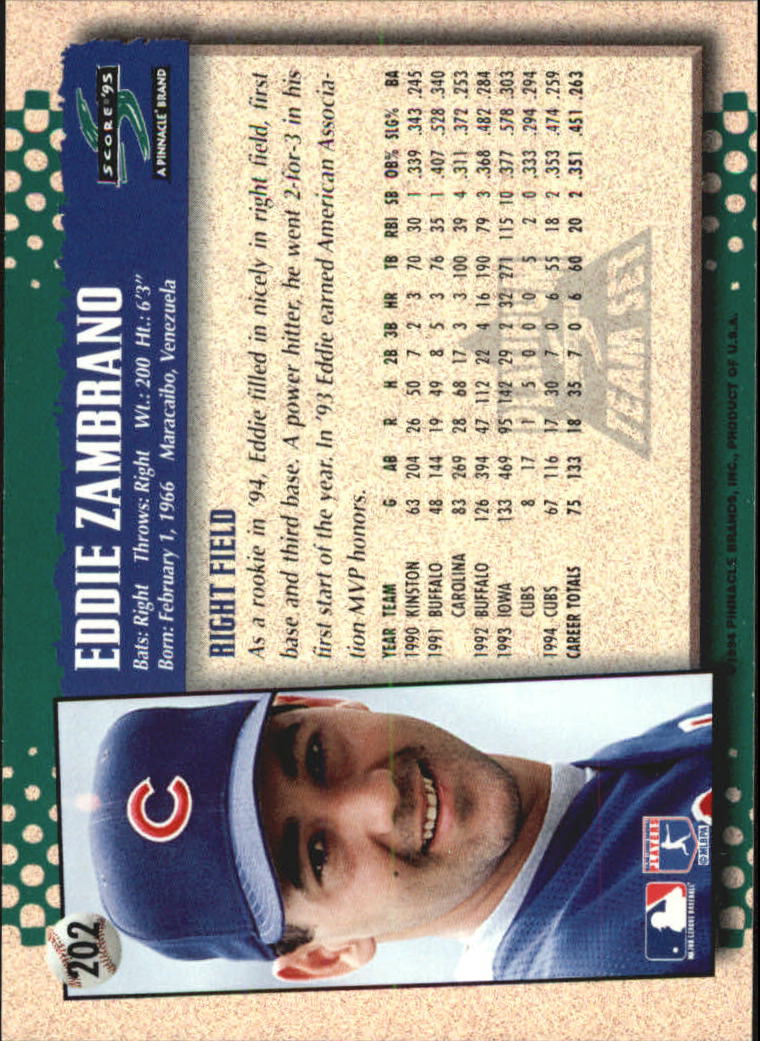 202
EDDIE ZAMBRANO
Bats: Right Throws: Right Wt.: 200 Ht.: 6'3"
Born: February 1, 1966 Maracaibo, Venezuela
SCORE®'95
A PINNACLE® BRAND
RIGHT FIELD
As a rookie in '94, Eddie filled in nicely in right field, first
base and third base. A power hitter, he went 2-for-3 in his
first start of the year. In '93 Eddie earned American Associa-
tion MVP honors.
YEAR TEAM G AB R H 2B 3B HR TB RBI SB OB% SLG% BA
1990 KINSTON 63 204 26 50 7 2 3 70 30 1 .339 .343 .245
1991 BUFFALO 48 144 19 49 8 5 3 76 35 1 .407 .528 .340
CAROLINA 83 269 28 68 17 3 3 100 39 4 .311 .372 .253
1992 BUFFALO 126 394 47 112 22 4 16 190 79 3 .368 .482 .284
1993 IOWA 133 469 95 142 29 2 32 271 115 10 .377 .578 .303
CUBS 8 17 1 5 0 0 0 5 2 0 .333 .294 .294
1994 CUBS 67 116 17 30 7 0 6 55 18 2 .353 .474 .259
CAREER TOTALS 75 133 18 35 7 0 6 60 20 2 .351 .451 .263
TEAM SET
C
PLAYERS
©MLBPA
MAJOR LEAGUE BASEBALL
©1994 PINNACLE BRANDS, INC., PRODUCT OF U.S.A.